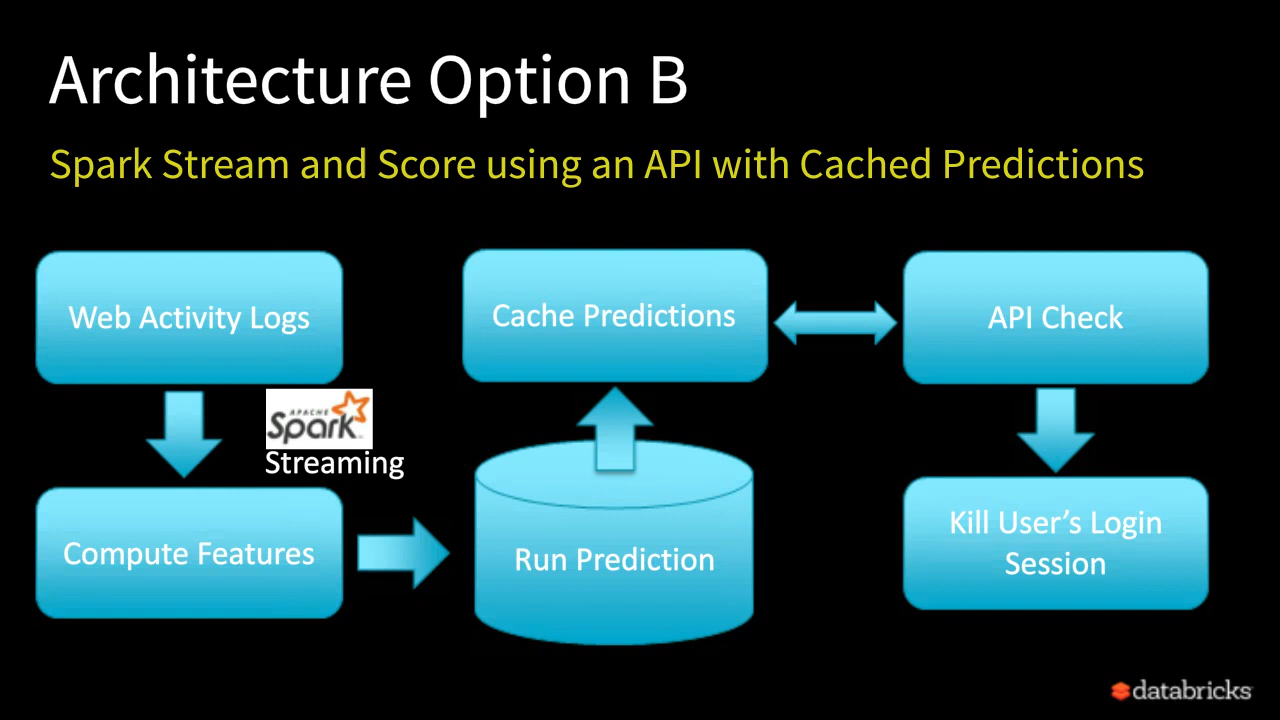 Architecture Option B
Spark Stream and Score using an API with Cached Predictions
Web Activity Logs
Cache Predictions
API Check
APACHE
Spark
Streaming
Compute Features
Run Prediction
Kill User’s Login
Session
databricks